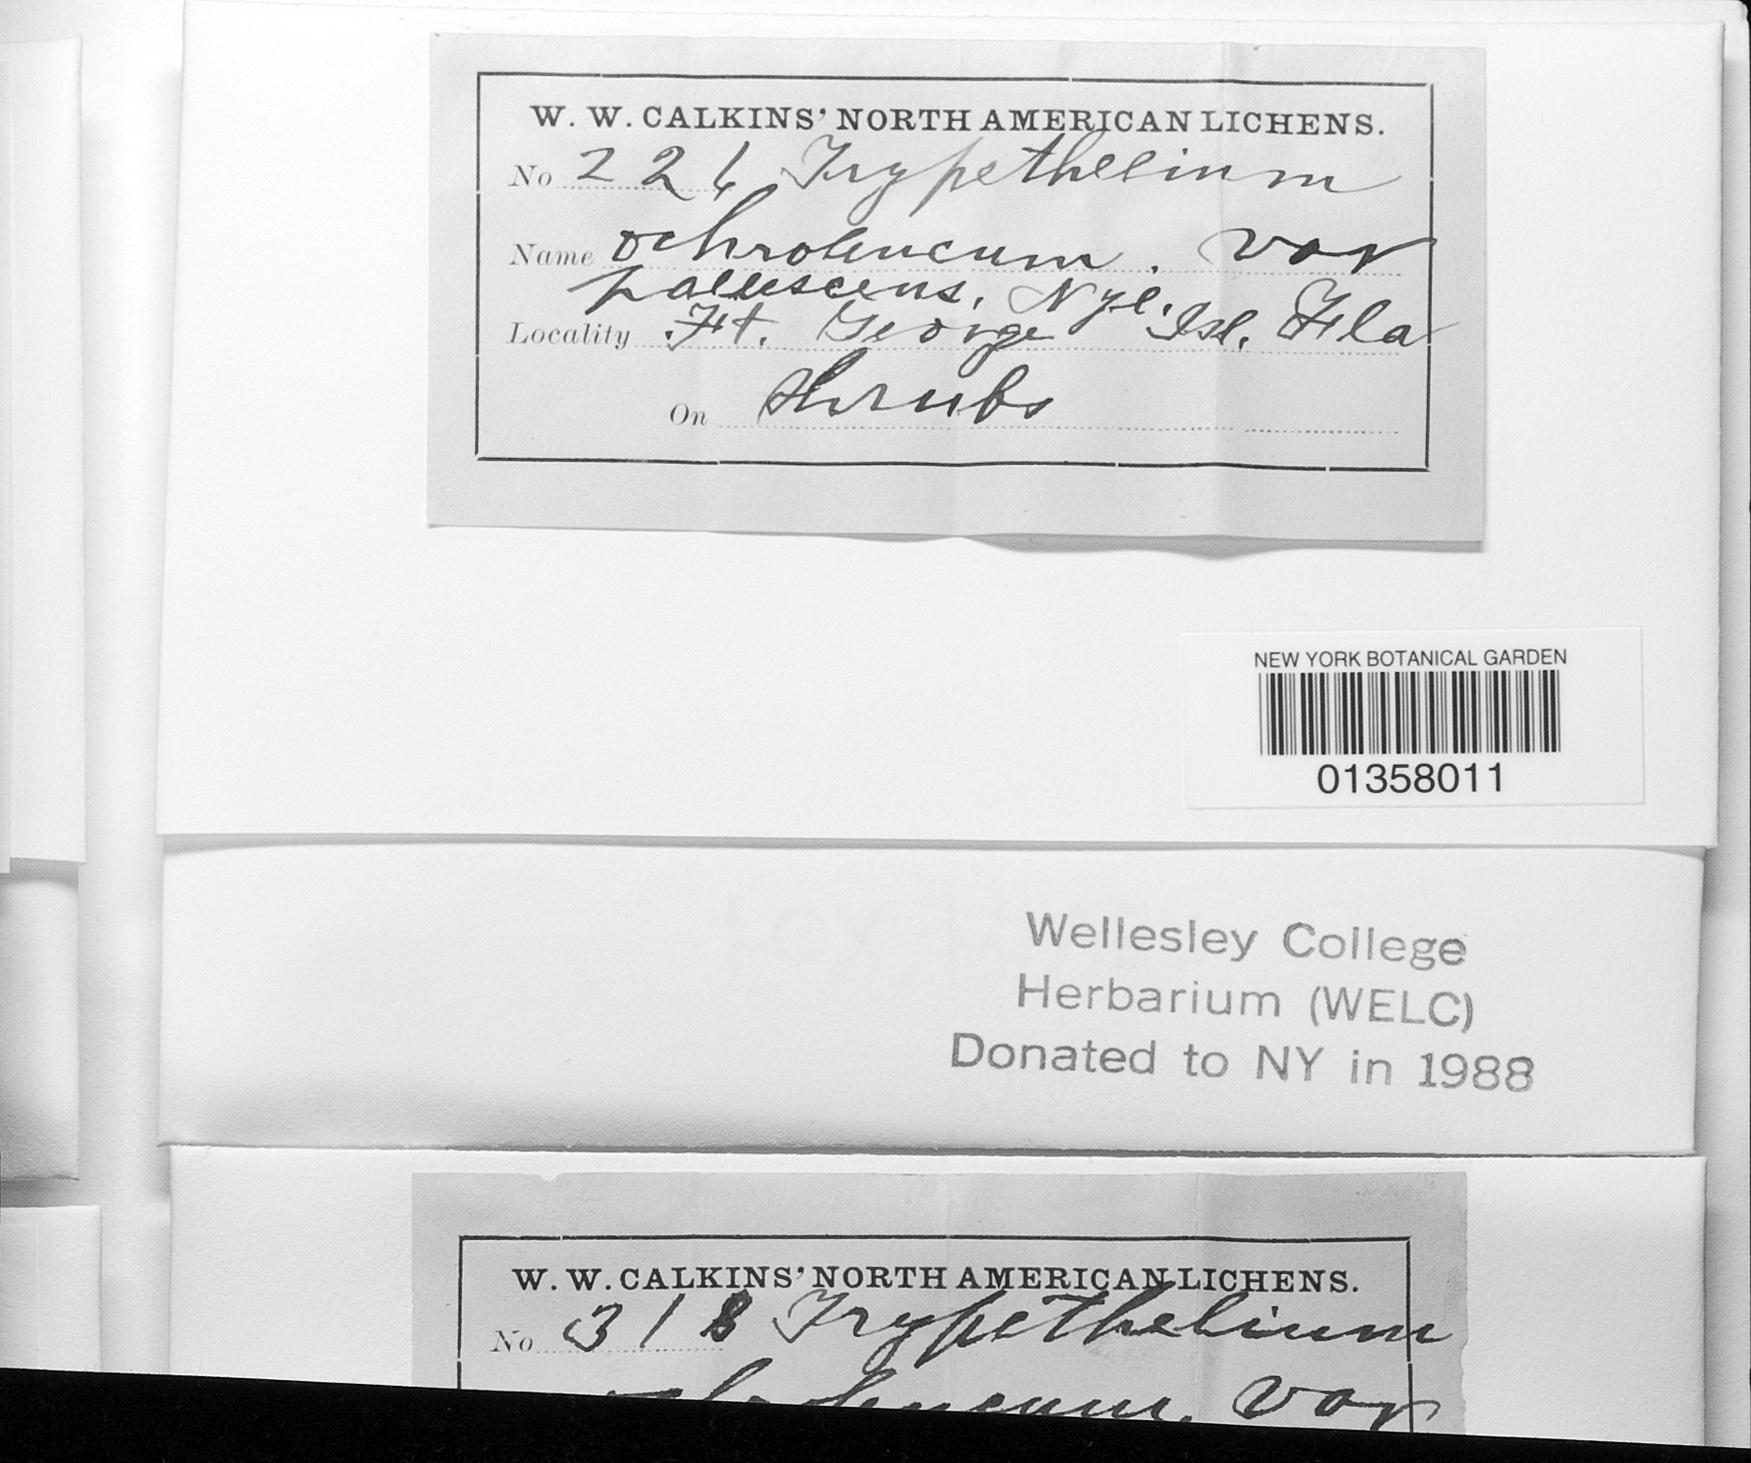 W. W. CALKINS' NORTH AMERICAN LICHENS.
No 226 Trypethelium
Name ochroleucum. var
pallescens, Nyl.
Locality Ft. George Isl. Fla
On Shrubs
NEW YORK BOTANICAL GARDEN
01358011
Wellesley College
Herbarium (WELC)
Donated to NY in 1988
W. W. CALKINS' NORTH AMERICAN LICHENS.
No 318 Trypethelium
ochroleucum. var